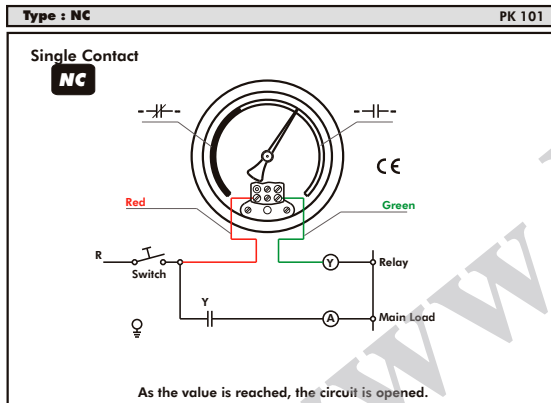 Type : NC
PK 101
Single Contact
NC
CE
Red
Green
R
Switch
Y
Relay
Y
A
Main Load
As the value is reached, the circuit is opened.
www